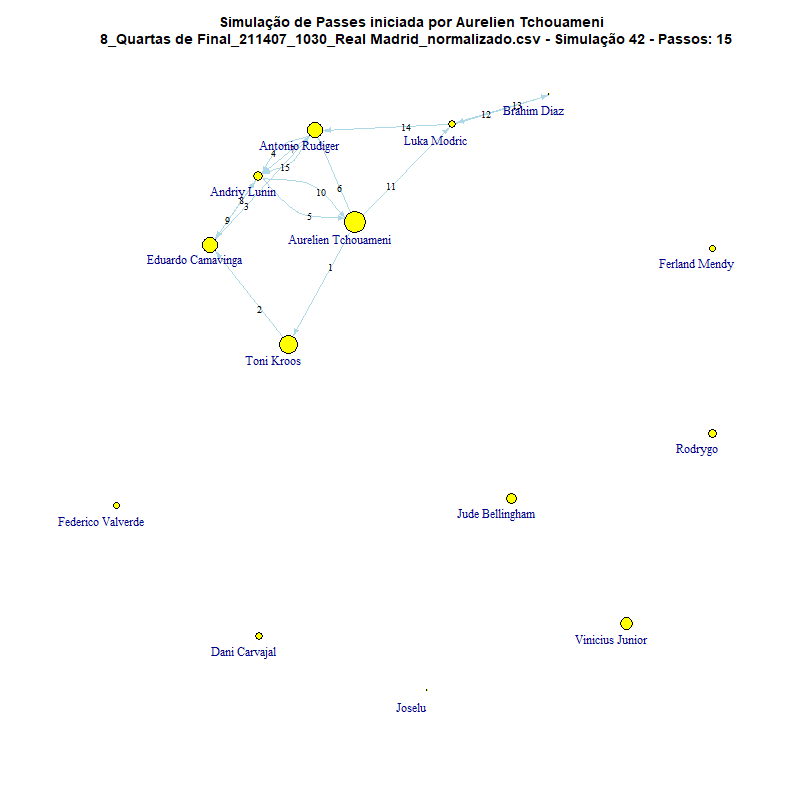 Simulação de Passes iniciada por Aurelien Tchouameni
8_Quartas de Final_211407_1030_Real Madrid_normalizado.csv - Simulação 42 - Passos: 15
13
Brahim Diaz
12
14
Luka Modric
Antonio Rudiger
4
15
Andriy Lunin
6
11
10
8
3
5
9
Aurelien Tchouameni
Eduardo Camavinga
Ferland Mendy
1
2
Toni Kroos
Rodrygo
Jude Bellingham
Federico Valverde
Vinicius Junior
Dani Carvajal
Joselu